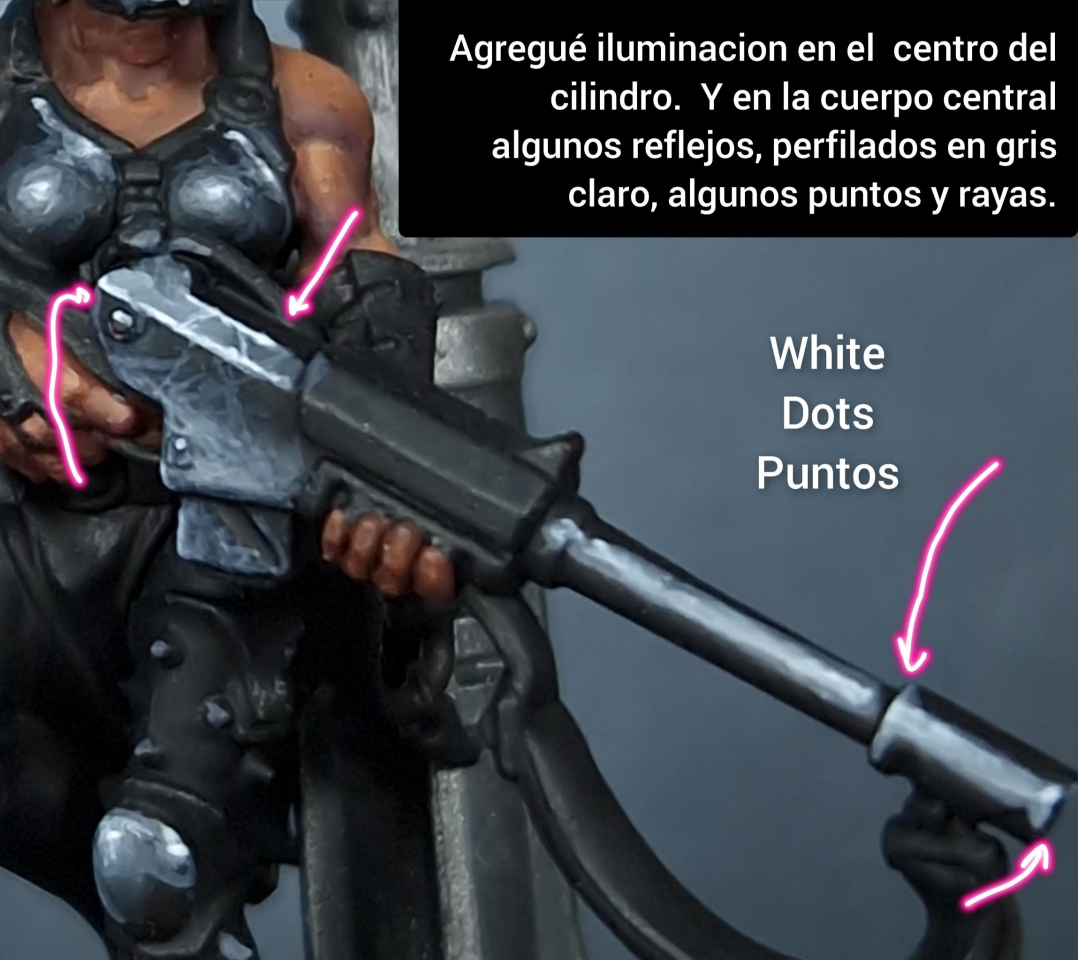 Agregué iluminacion en el centro del
cilindro. Y en la cuerpo central
algunos reflejos, perfilados en gris
claro, algunos puntos y rayas.
White
Dots
Puntos